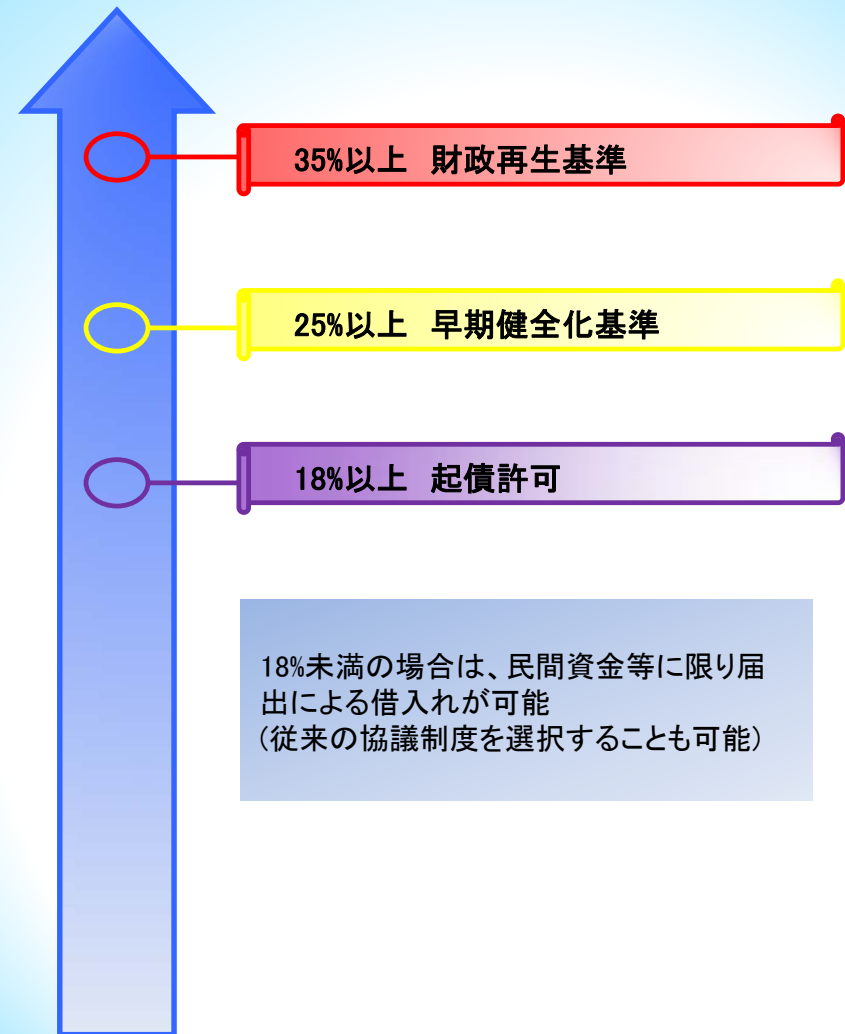 35%以上　財政再生基準
25%以上　早期健全化基準
18%以上　起債許可
18%未満の場合は、民間資金等に限り届
出による借入れが可能
（従来の協議制度を選択することも可能）